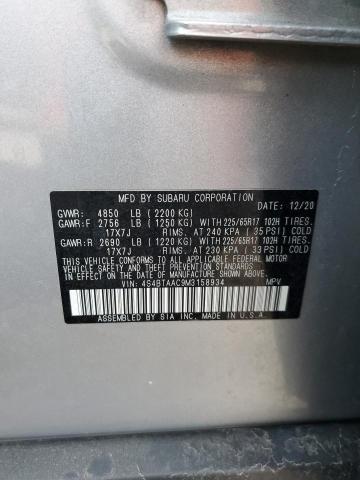 MFD BY SUBARU CORPORATION DATE: 12/20
GVWR: 4850 LB (2200 KG)
GAWR:F 2756 LB (1250 KG) WITH 225/65R17 102H TIRES.
17X7J RIMS. AT 240 KPA (35 PSI) COLD
GAWR:R 2690 LB (1220 KG) WITH 225/65R17 102H TIRES.
17X7J RIMS. AT 230 KPA (33 PSI) COLD
THIS VEHICLE CONFORMS TO ALL APPLICABLE FEDERAL MOTOR
VEHICLE SAFETY, BUMPER, AND THEFT PREVENTION STANDARDS
IN EFFECT ON THE DATE OF MANUFACTURE SHOWN ABOVE.
VIN: 4S4BTAAC9M3158934 MPV
ASSEMBLED BY SIA INC. MADE IN U.S.A.